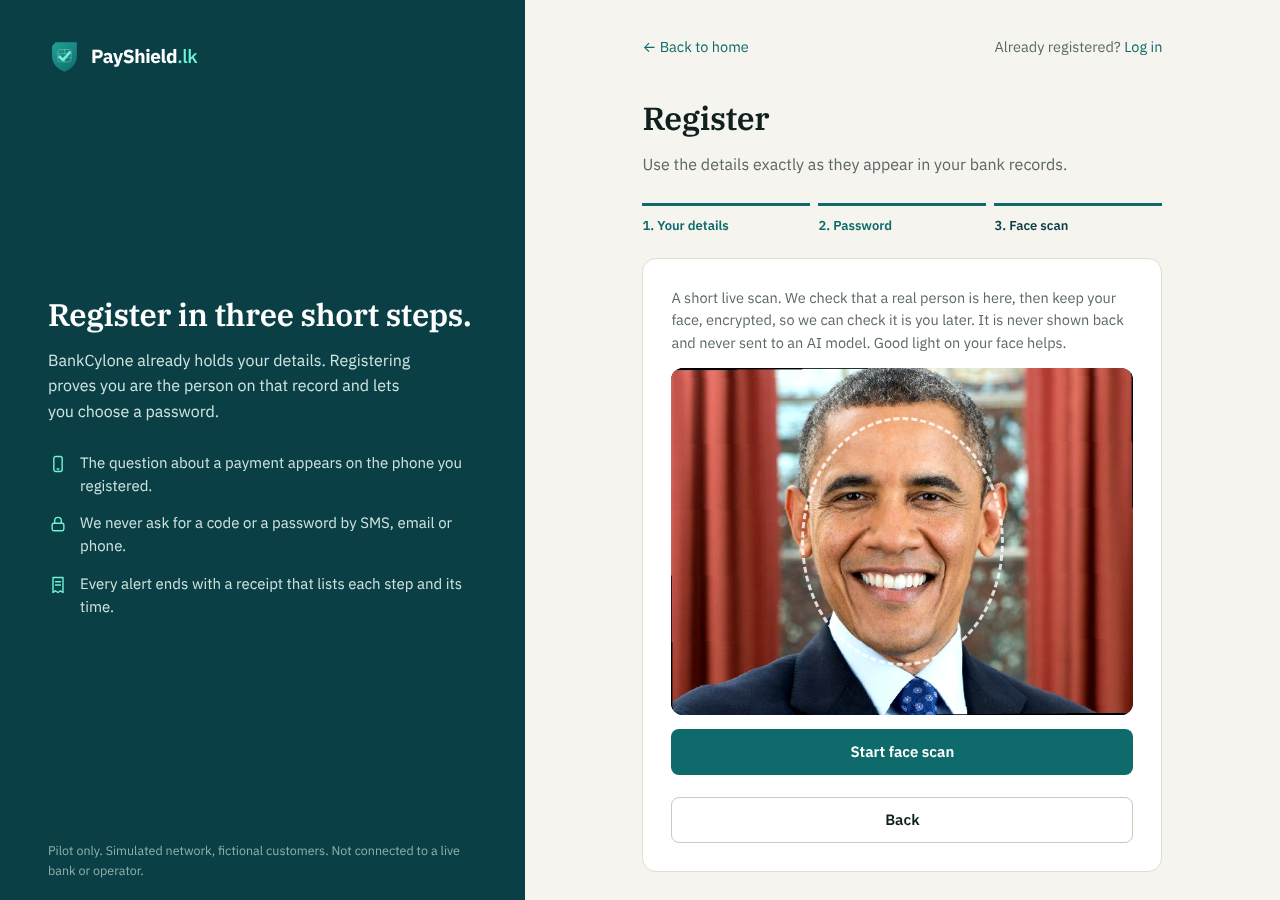 PayShield.lk
Register in three short steps.
BankCylone already holds your details. Registering
proves you are the person on that record and lets
you choose a password.
The question about a payment appears on the phone you
registered.
We never ask for a code or a password by SMS, email or
phone.
Every alert ends with a receipt that lists each step and its
time.
Pilot only. Simulated network, fictional customers. Not connected to a live
bank or operator.
← Back to home
Already registered? Log in
Register
Use the details exactly as they appear in your bank records.
1. Your details
2. Password
3. Face scan
A short live scan. We check that a real person is here, then keep your
face, encrypted, so we can check it is you later. It is never shown back
and never sent to an AI model. Good light on your face helps.
Start face scan
Back